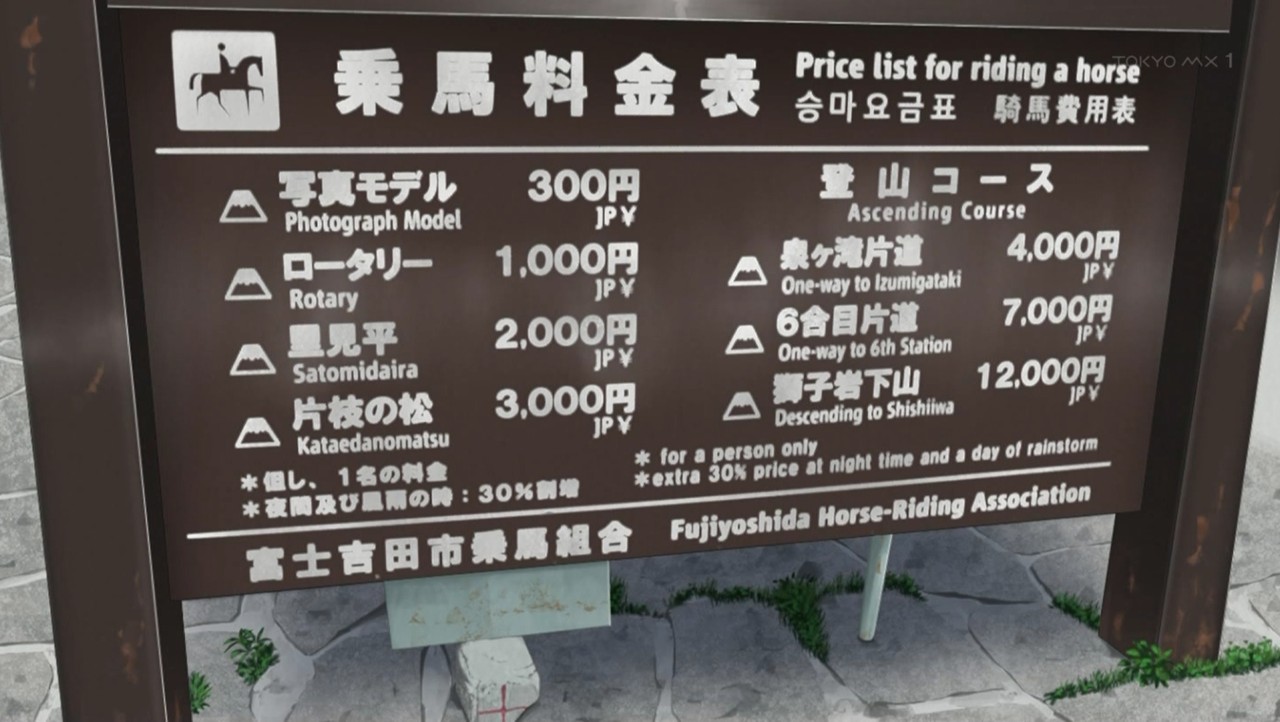 TOKYO MX 1
乗馬料金表
Price list for riding a horse
승마요금표 騎馬費用表
写真モデル 300円
Photograph Model JP¥
ロータリー 1,000円
Rotary JP¥
里見平 2,000円
Satomidaira JP¥
片枝の松 3,000円
Kataedanomatsu JP¥
*但し、1名の料金
*夜間及び風雨の時:30%割増
登山コース
Ascending Course
泉ヶ滝片道 4,000円
One-way to Izumigataki JP¥
6合目片道 7,000円
One-way to 6th Station JP¥
獅子岩下山 12,000円
Descending to Shishiiwa JP¥
* for a person only
*extra 30% price at night time and a day of rainstorm
富士吉田市乗馬組合 Fujiyoshida Horse-Riding Association